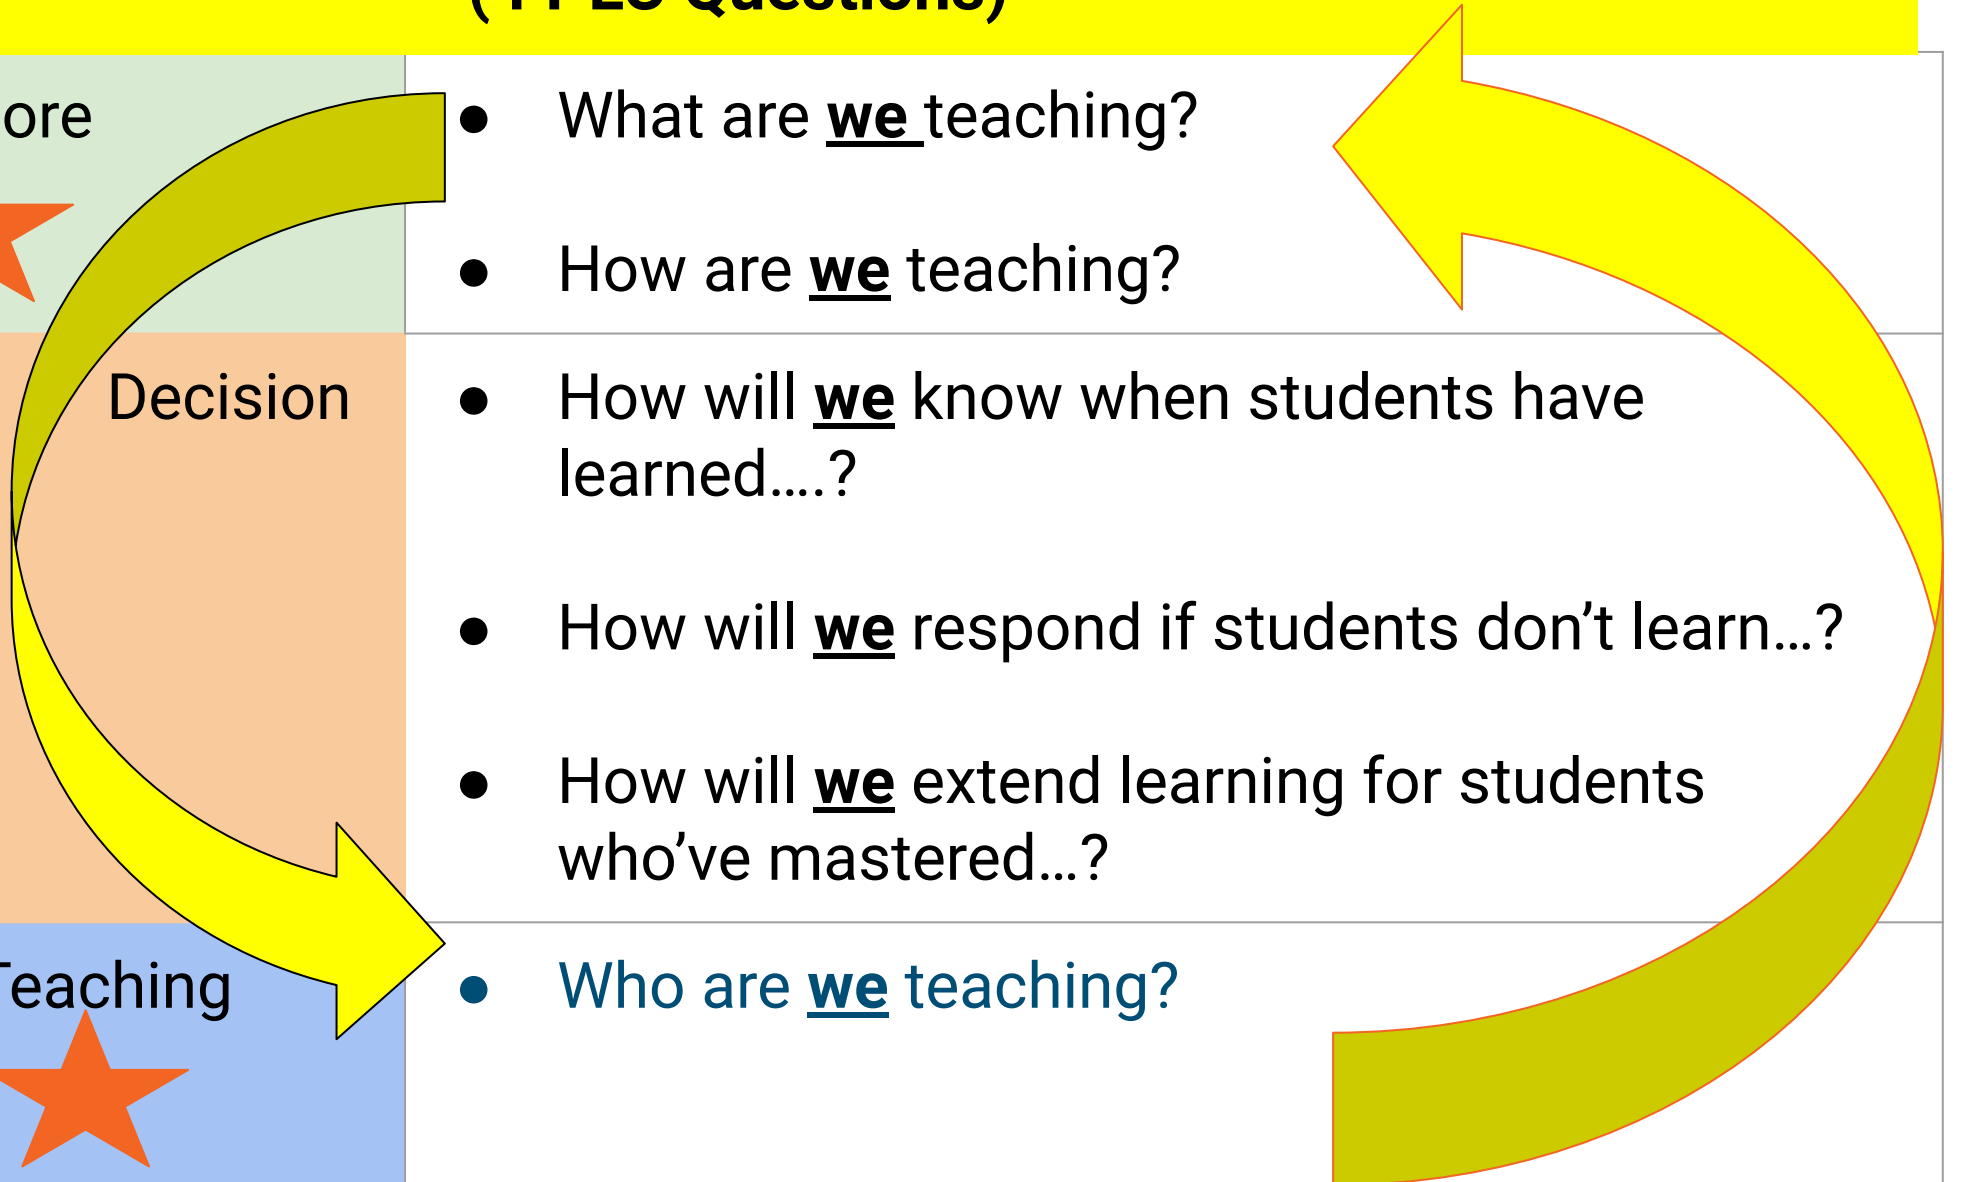 Questions)
ore
● What are we teaching?
● How are we teaching?
Decision
● How will we know when students have
learned....?
● How will we respond if students don’t learn...?
● How will we extend learning for students
who’ve mastered...?
Teaching
● Who are we teaching?